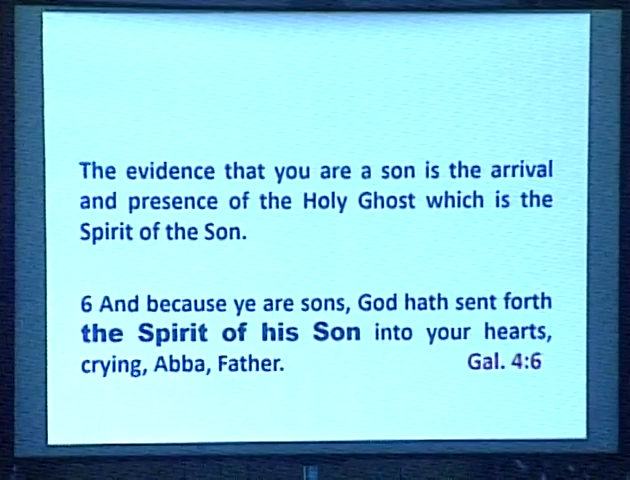 The evidence that you are a son is the arrival
and presence of the Holy Ghost which is the
Spirit of the Son.
6 And because ye are sons, God hath sent forth
the Spirit of his Son into your hearts,
crying, Abba, Father. Gal. 4:6